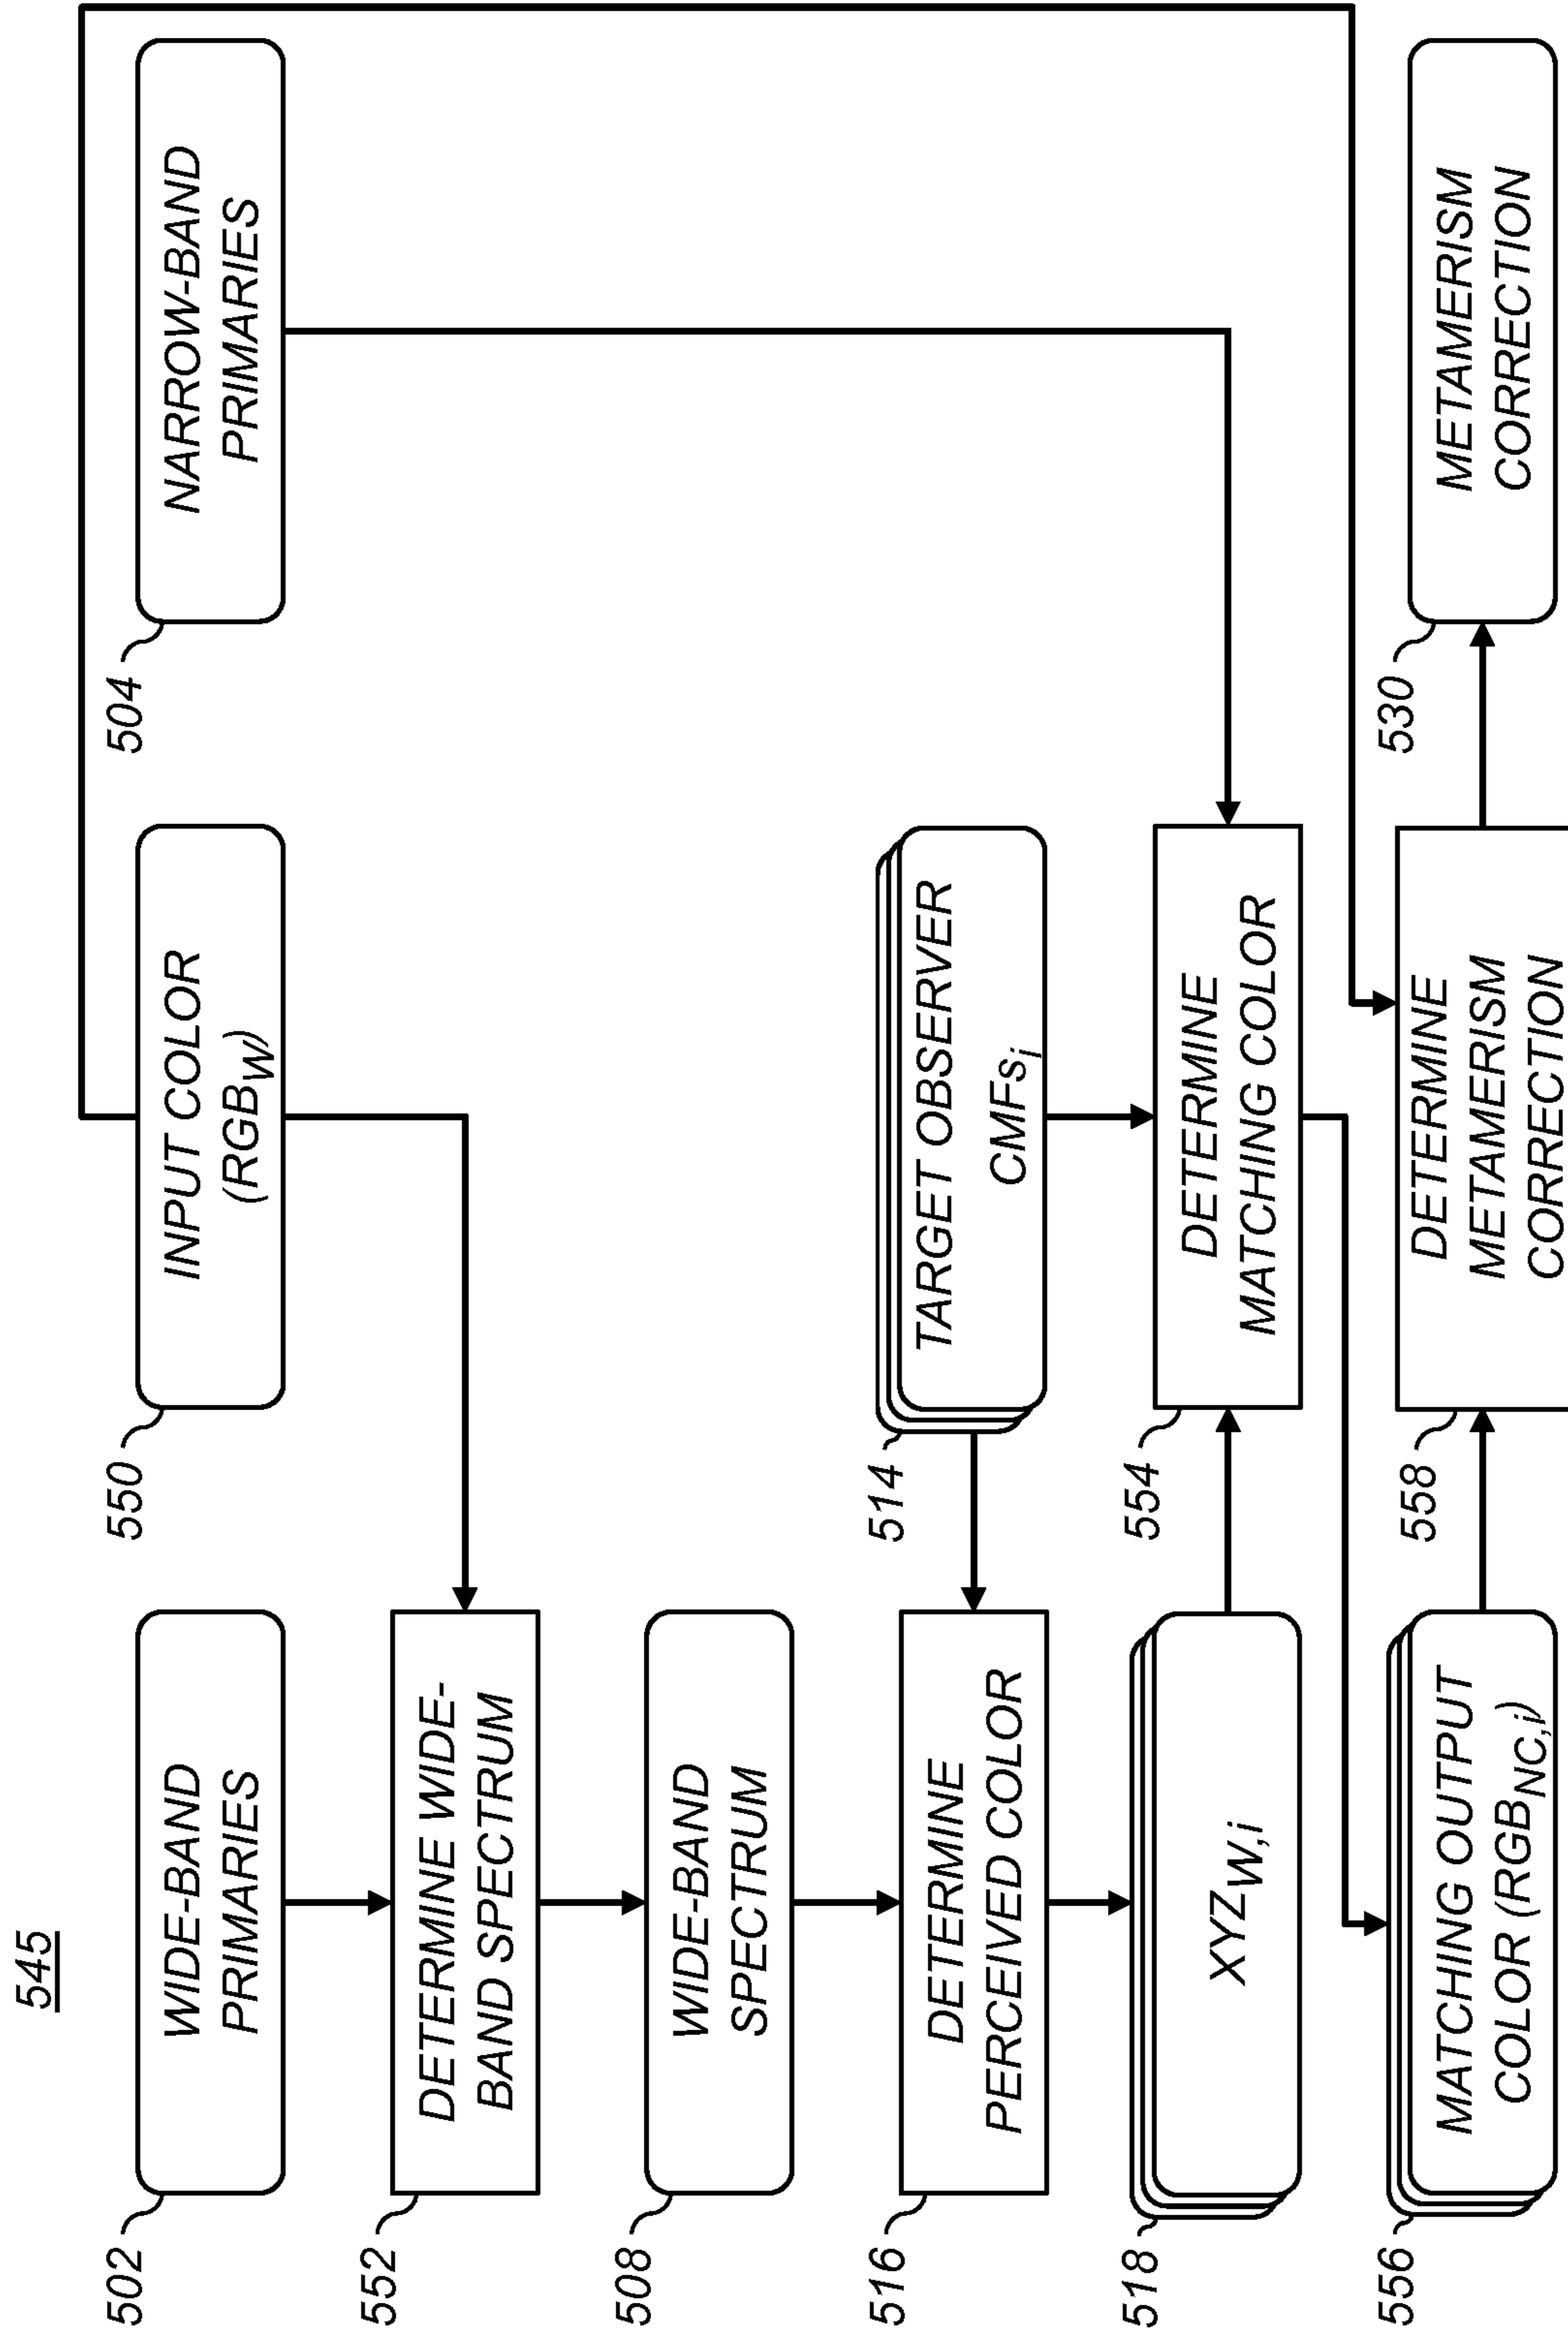 545
502
WIDE-BAND
PRIMARIES
550
INPUT COLOR
(RGBW)
504
NARROW-BAND
PRIMARIES
552
DETERMINE WIDE-
BAND SPECTRUM
508
WIDE-BAND
SPECTRUM
516
DETERMINE
PERCEIVED COLOR
514
TARGET OBSERVER
CMFsi
518
XYZW,i
554
DETERMINE
MATCHING COLOR
556
MATCHING OUTPUT
COLOR (RGBNC,i)
558
DETERMINE
METAMERISM
CORRECTION
530
METAMERISM
CORRECTION